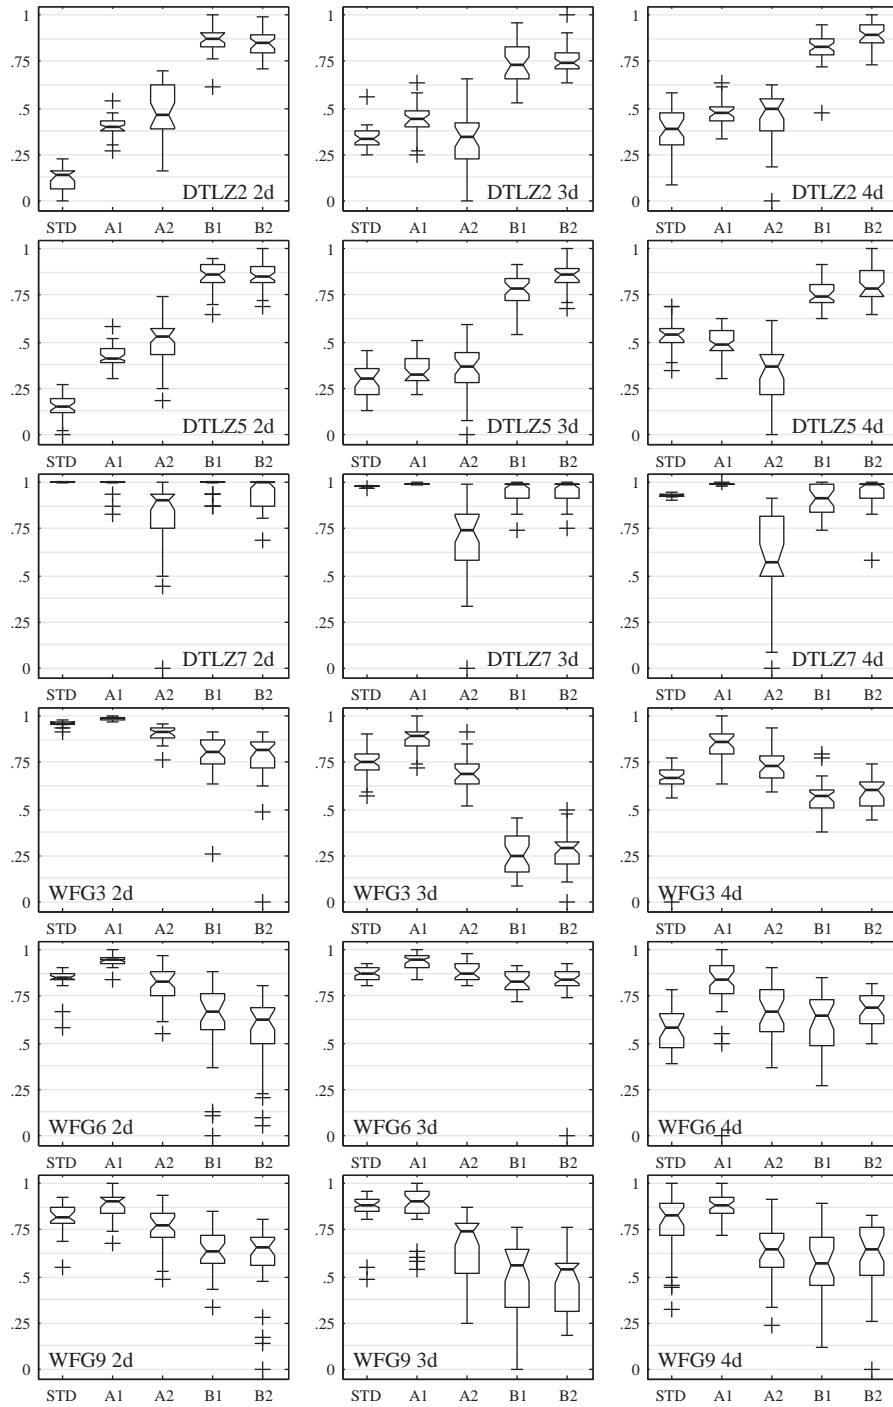 1 1 1
.75 .75 .75
.5 .5 .5
.25 .25 .25
0 0 0
DTLZ2 2d DTLZ2 3d DTLZ2 4d
STD A1 A2 B1 B2 STD A1 A2 B1 B2 STD A1 A2 B1 B2
1 1 1
.75 .75 .75
.5 .5 .5
.25 .25 .25
0 0 0
DTLZ5 2d DTLZ5 3d DTLZ5 4d
STD A1 A2 B1 B2 STD A1 A2 B1 B2 STD A1 A2 B1 B2
1 1 1
.75 .75 .75
.5 .5 .5
.25 .25 .25
0 0 0
DTLZ7 2d DTLZ7 3d DTLZ7 4d
STD A1 A2 B1 B2 STD A1 A2 B1 B2 STD A1 A2 B1 B2
1 1 1
.75 .75 .75
.5 .5 .5
.25 .25 .25
0 0 0
WFG3 2d WFG3 3d WFG3 4d
STD A1 A2 B1 B2 STD A1 A2 B1 B2 STD A1 A2 B1 B2
1 1 1
.75 .75 .75
.5 .5 .5
.25 .25 .25
0 0 0
WFG6 2d WFG6 3d WFG6 4d
STD A1 A2 B1 B2 STD A1 A2 B1 B2 STD A1 A2 B1 B2
1 1 1
.75 .75 .75
.5 .5 .5
.25 .25 .25
0 0 0
WFG9 2d WFG9 3d WFG9 4d
STD A1 A2 B1 B2 STD A1 A2 B1 B2 STD A1 A2 B1 B2